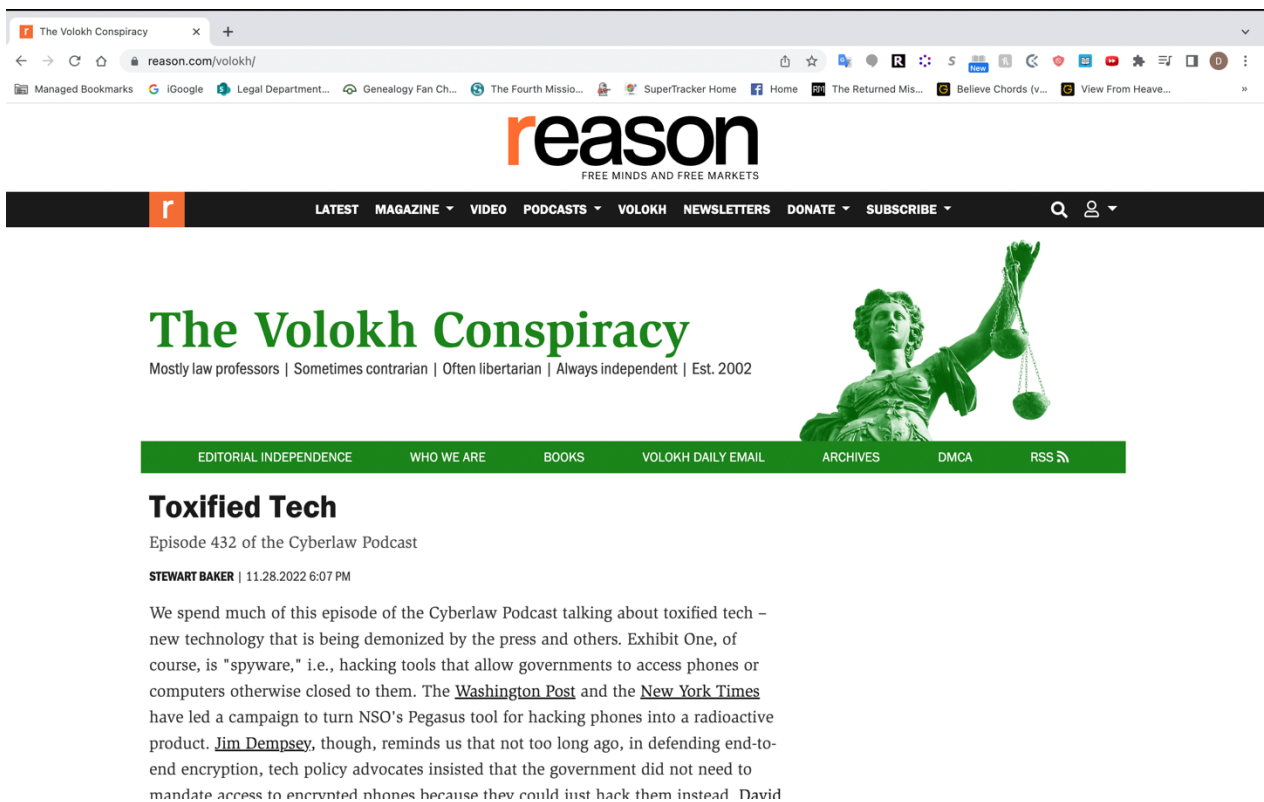 The Volokh Conspiracy
reason.com/volokh/
New
D
Managed Bookmarks iGoogle Legal Department... Genealogy Fan Ch... The Fourth Missio... SuperTracker Home Home The Returned Mis... Believe Chords (v... View From Heave... »
reason
FREE MINDS AND FREE MARKETS
r LATEST MAGAZINE VIDEO PODCASTS VOLOKH NEWSLETTERS DONATE SUBSCRIBE
The Volokh Conspiracy
Mostly law professors | Sometimes contrarian | Often libertarian | Always independent | Est. 2002
EDITORIAL INDEPENDENCE WHO WE ARE BOOKS VOLOKH DAILY EMAIL ARCHIVES DMCA RSS
Toxified Tech
Episode 432 of the Cyberlaw Podcast
STEWART BAKER | 11.28.2022 6:07 PM
We spend much of this episode of the Cyberlaw Podcast talking about toxified tech –
new technology that is being demonized by the press and others. Exhibit One, of
course, is "spyware," i.e., hacking tools that allow governments to access phones or
computers otherwise closed to them. The Washington Post and the New York Times
have led a campaign to turn NSO's Pegasus tool for hacking phones into a radioactive
product. Jim Dempsey, though, reminds us that not too long ago, in defending end-to-
end encryption, tech policy advocates insisted that the government did not need to
mandate access to encrypted phones because they could just hack them instead. David